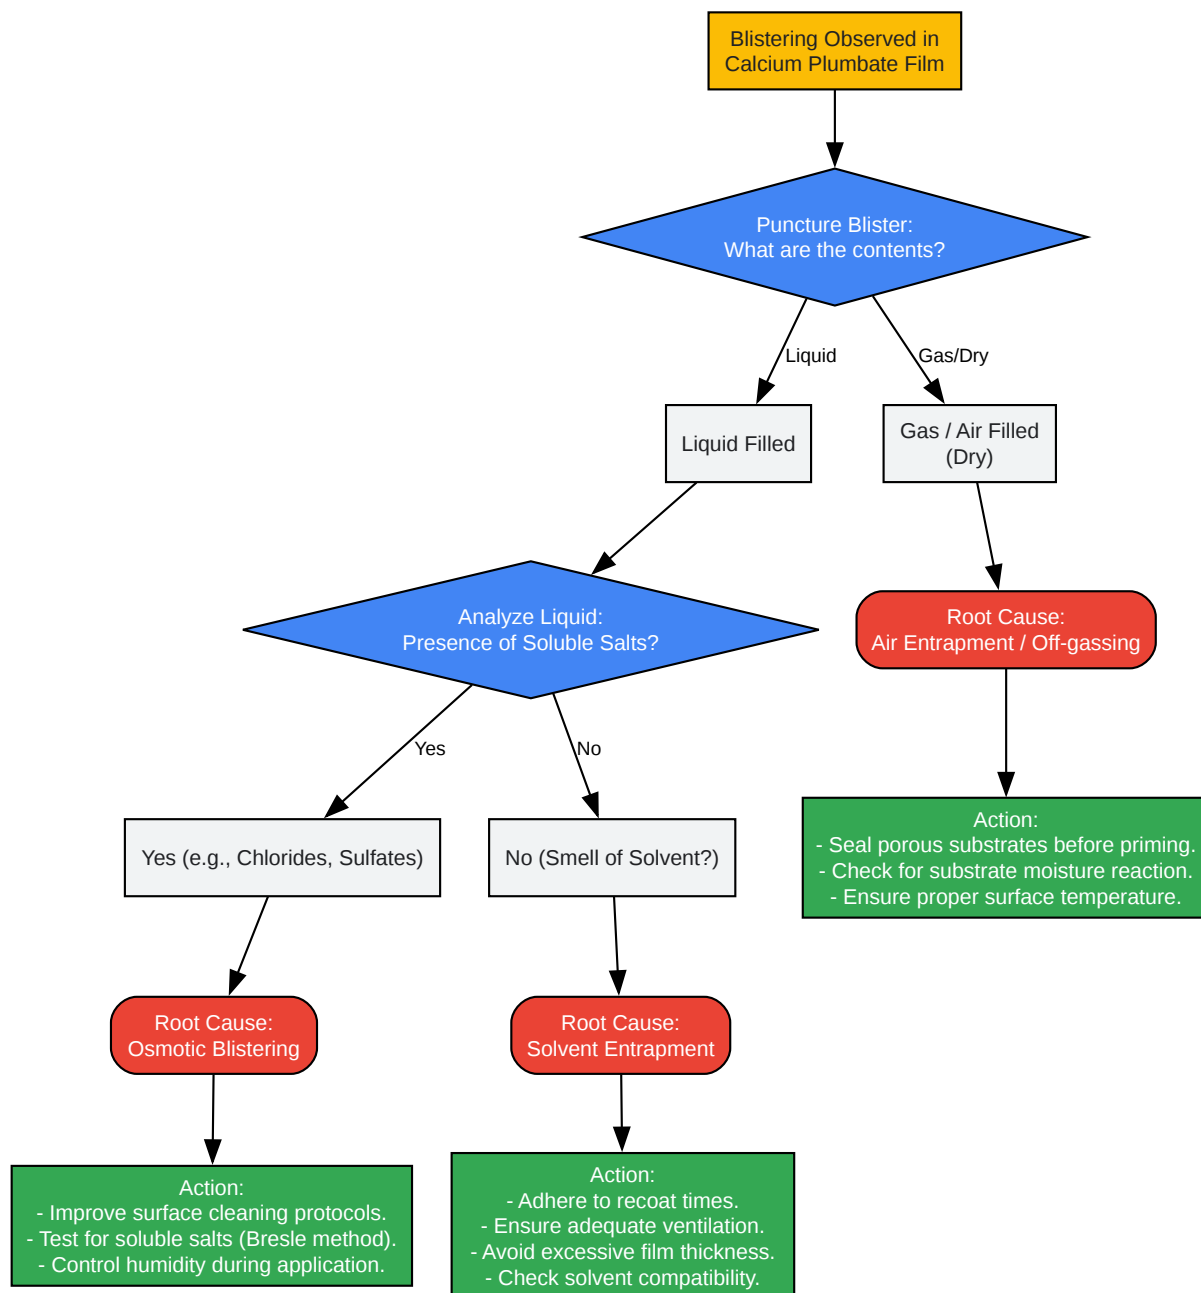 Blistering Observed in
Calcium Plumbate Film
Puncture Blister:
What are the contents?
Liquid
Gas/Dry
Liquid Filled
Gas / Air Filled
(Dry)
Analyze Liquid:
Presence of Soluble Salts?
Root Cause:
Air Entrapment / Off-gassing
Yes
No
Yes (e.g., Chlorides, Sulfates)
No (Smell of Solvent?)
Action:
- Seal porous substrates before priming.
- Check for substrate moisture reaction.
- Ensure proper surface temperature.
Root Cause:
Osmotic Blistering
Root Cause:
Solvent Entrapment
Action:
- Improve surface cleaning protocols.
- Test for soluble salts (Bresle method).
- Control humidity during application.
Action:
- Adhere to recoat times.
- Ensure adequate ventilation.
- Avoid excessive film thickness.
- Check solvent compatibility.